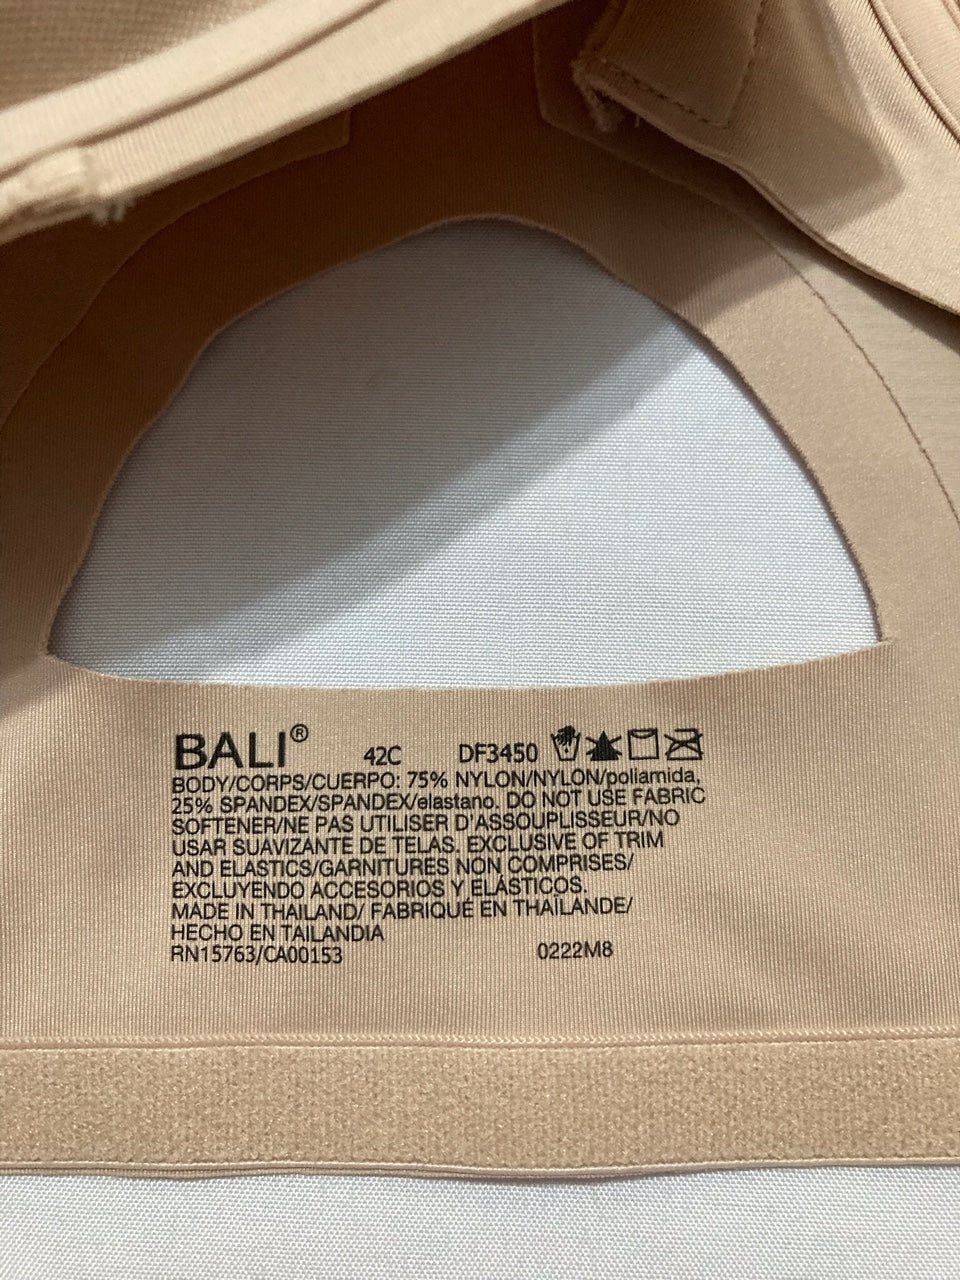 BALI® 42C DF3450
BODY/CORPS/CUERPO: 75% NYLON/NYLON/poliamida,
25% SPANDEX/SPANDEX/elastano. DO NOT USE FABRIC
SOFTENER/NE PAS UTILISER D'ASSOUPLISSEUR/NO
USAR SUAVIZANTE DE TELAS. EXCLUSIVE OF TRIM
AND ELASTICS/GARNITURES NON COMPRISES/
EXCLUYENDO ACCESORIOS Y ELÁSTICOS.
MADE IN THAILAND/ FABRIQUÉ EN THAÏLANDE/
HECHO EN TAILANDIA
RN15763/CA00153 0222M8